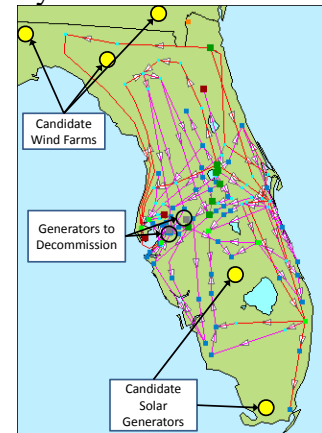 Candidate
Wind Farms
Generators to
Decommission
Candidate
Solar
Generators